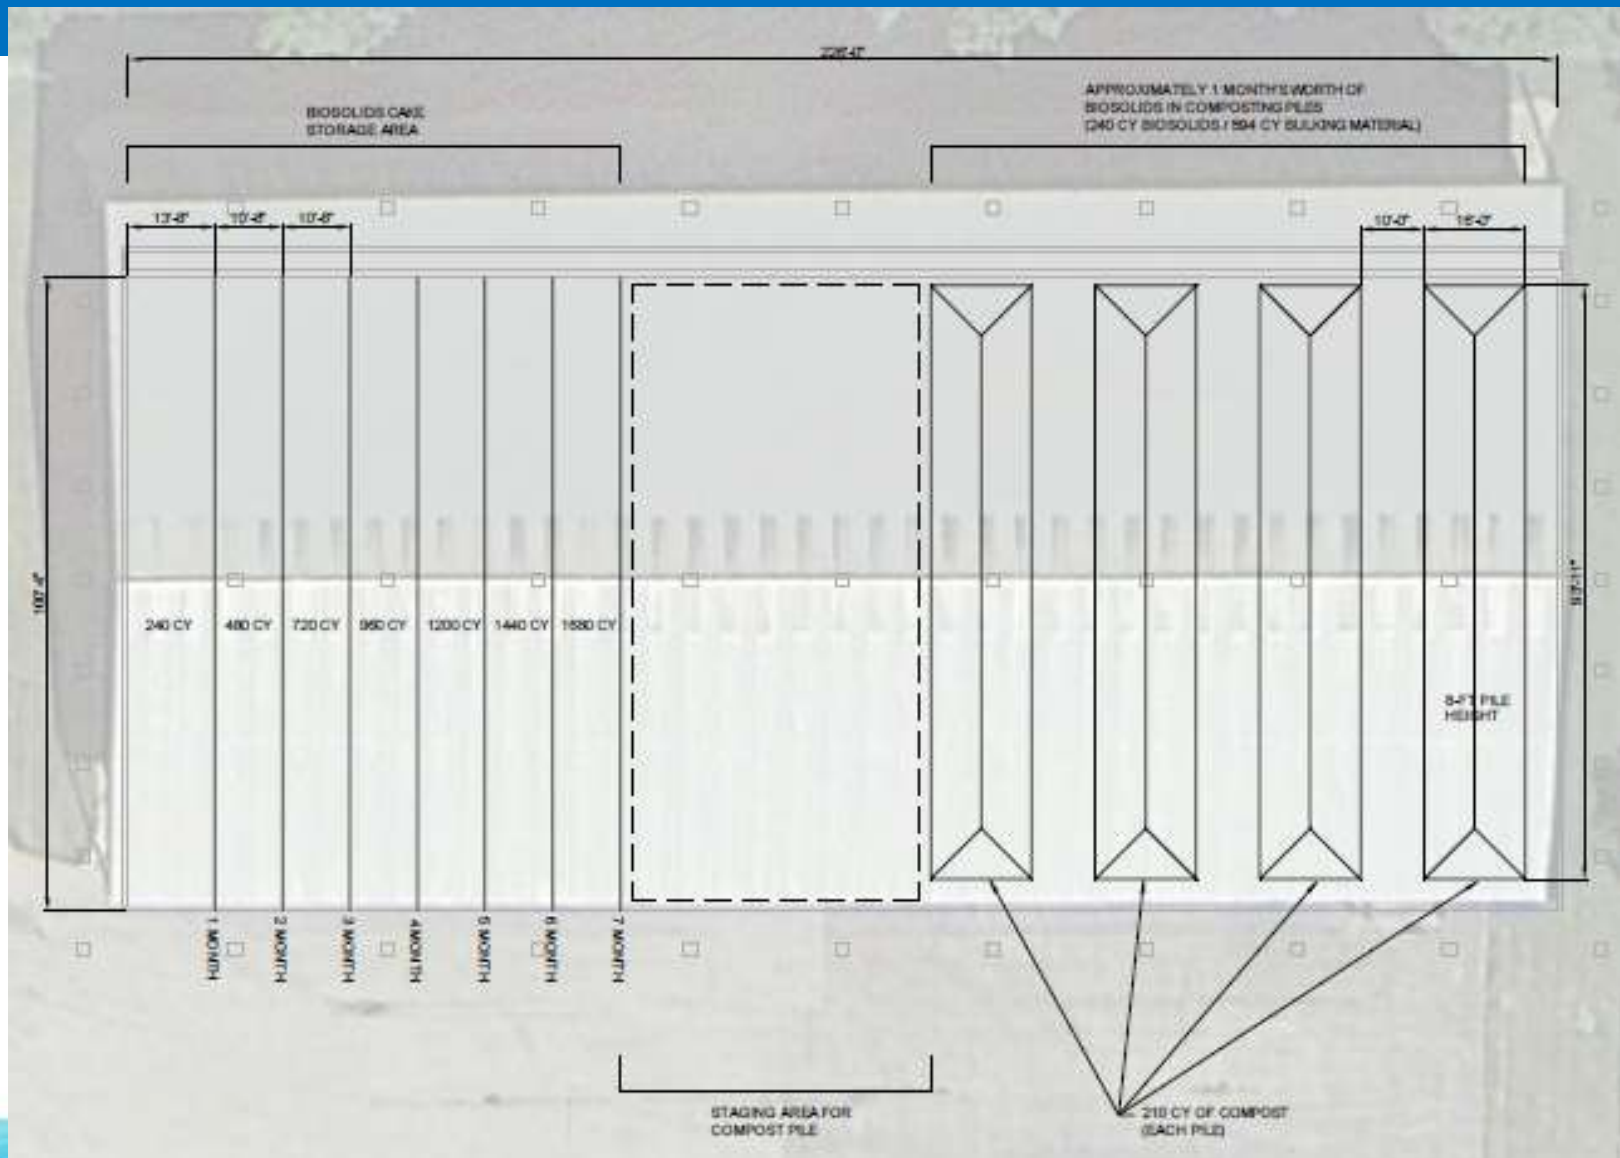 226'-0"
BIOSOLIDS CAKE
STORAGE AREA
APPROXIMATELY 1 MONTH'S WORTH OF
BIOSOLIDS IN COMPOSTING PILES
(240 CY BIOSOLIDS / 594 CY BULKING MATERIAL)
13'-8"
10'-8"
10'-8"
10'-0"
16'-0"
240 CY
480 CY
720 CY
960 CY
1200 CY
1440 CY
1680 CY
8-FT PILE
HEIGHT
1 MONTH
2 MONTH
3 MONTH
4 MONTH
5 MONTH
6 MONTH
7 MONTH
STAGING AREA FOR
COMPOST PILE
210 CY OF COMPOST
(EACH PILE)